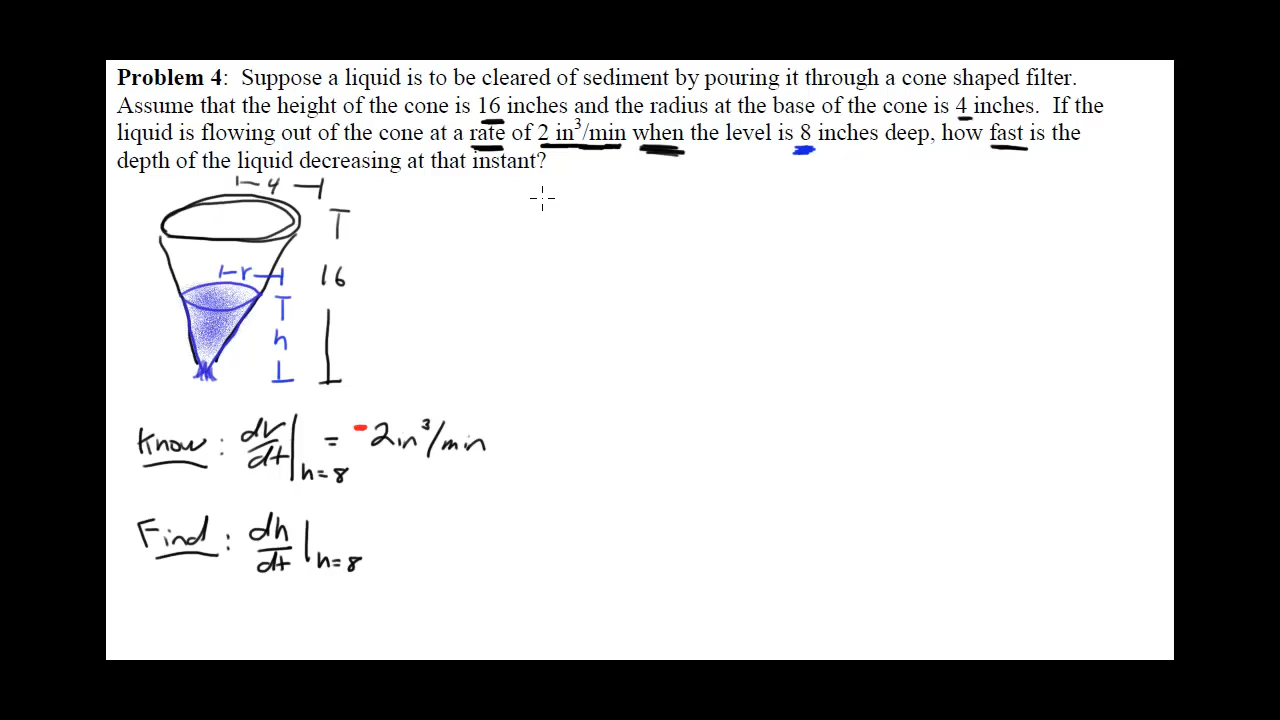 Problem 4: Suppose a liquid is to be cleared of sediment by pouring it through a cone shaped filter.
Assume that the height of the cone is 16 inches and the radius at the base of the cone is 4 inches. If the
liquid is flowing out of the cone at a rate of 2 in³/min when the level is 8 inches deep, how fast is the
depth of the liquid decreasing at that instant?
4
r
16
h
Know: dV/dt|h=8 = -2in³/min
Find: dh/dt|h=8